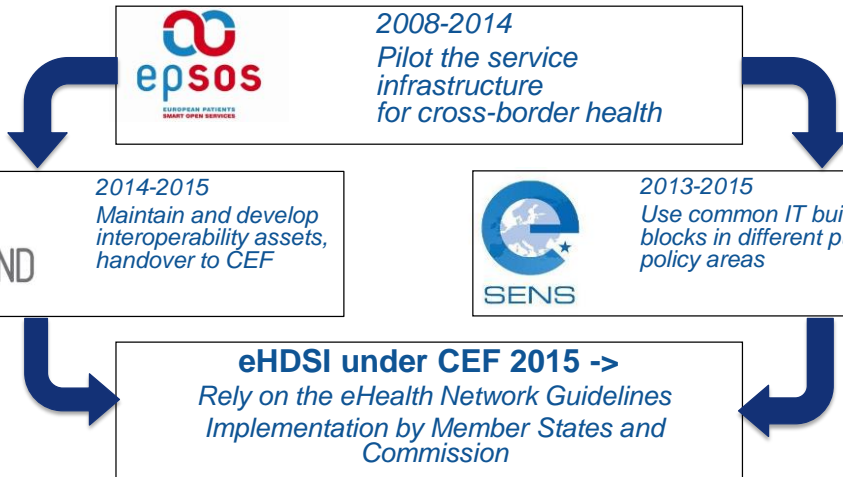 epsos
EUROPEAN PATIENTS
SMART OPEN SERVICES
2008-2014
Pilot the service
infrastructure
for cross-border health
ND
2014-2015
Maintain and develop
interoperability assets,
handover to CEF
e
SENS
2013-2015
Use common IT
blocks in different
policy areas
eHDSI under CEF 2015 ->
Rely on the eHealth Network Guidelines
Implementation by Member States and
Commission